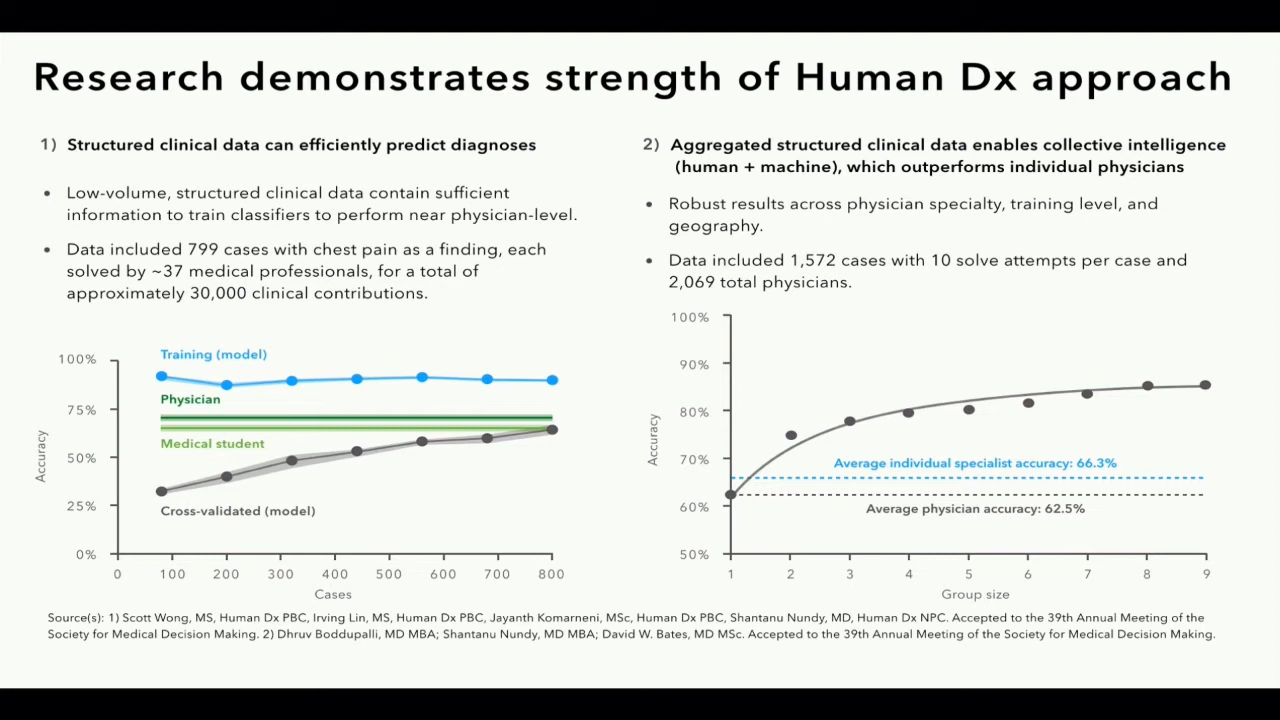 Research demonstrates strength of Human Dx approach
1) Structured clinical data can efficiently predict diagnoses
• Low-volume, structured clinical data contain sufficient
information to train classifiers to perform near physician-level.
• Data included 799 cases with chest pain as a finding, each
solved by ~37 medical professionals, for a total of
approximately 30,000 clinical contributions.
100%
75%
50%
25%
0%
Accuracy
Training (model)
Physician
Medical student
Cross-validated (model)
0 100 200 300 400 500 600 700 800
Cases
2) Aggregated structured clinical data enables collective intelligence
(human + machine), which outperforms individual physicians
• Robust results across physician specialty, training level, and
geography.
• Data included 1,572 cases with 10 solve attempts per case and
2,069 total physicians.
100%
90%
80%
70%
60%
50%
Accuracy
Average individual specialist accuracy: 66.3%
Average physician accuracy: 62.5%
1 2 3 4 5 6 7 8 9
Group size
Source(s): 1) Scott Wong, MS, Human Dx PBC, Irving Lin, MS, Human Dx PBC, Jayanth Komarneni, MSc, Human Dx PBC, Shantanu Nundy, MD, Human Dx NPC. Accepted to the 39th Annual Meeting of the
Society for Medical Decision Making. 2) Dhruv Boddupalli, MD MBA; Shantanu Nundy, MD MBA; David W. Bates, MD MSc. Accepted to the 39th Annual Meeting of the Society for Medical Decision Making.